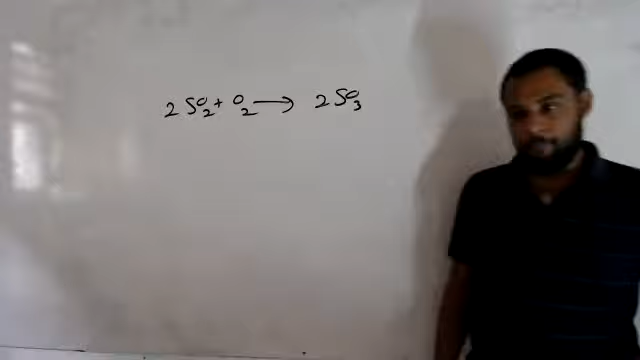 2 SO₂ + O₂ ⟶ 2 SO₃